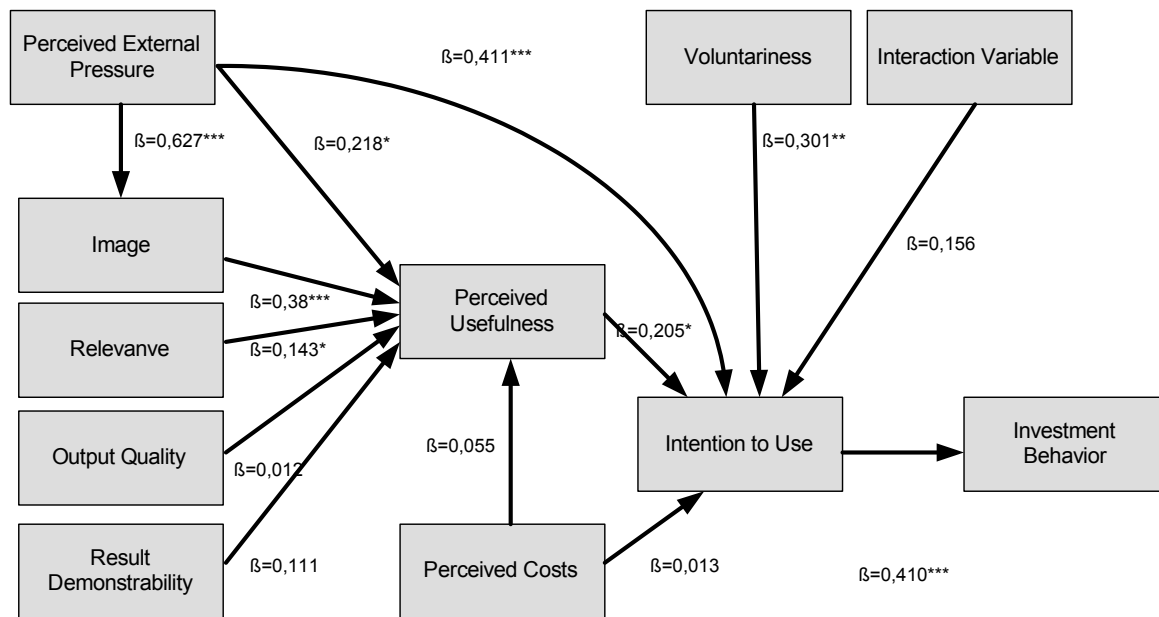 Perceived External
Pressure
ß=0,411***
Voluntariness
Interaction Variable
ß=0,627***
ß=0,218*
ß=0,301**
Image
ß=0,156
ß=0,38***
Perceived
Usefulness
ß=0,205*
Relevanve
ß=0,143*
Output Quality
ß=0,012
ß=0,055
Intention to Use
Investment
Behavior
Result
Demonstrability
ß=0,111
Perceived Costs
ß=0,013
ß=0,410***